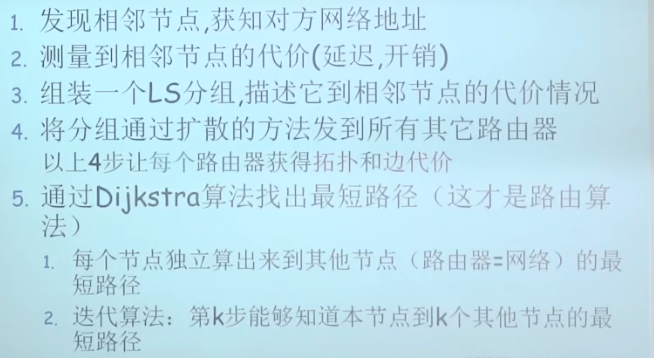 1. 发现相邻节点,获知对方网络地址
2. 测量到相邻节点的代价(延迟,开销)
3. 组装一个LS分组,描述它到相邻节点的代价情况
4. 将分组通过扩散的方法发到所有其它路由器
以上4步让每个路由器获得拓扑和边代价
5. 通过Dijkstra算法找出最短路径（这才是路由算
法）
1. 每个节点独立算出来到其他节点（路由器=网络）的最
短路径
2. 迭代算法：第k步能够知道本节点到k个其他节点的最
短路径